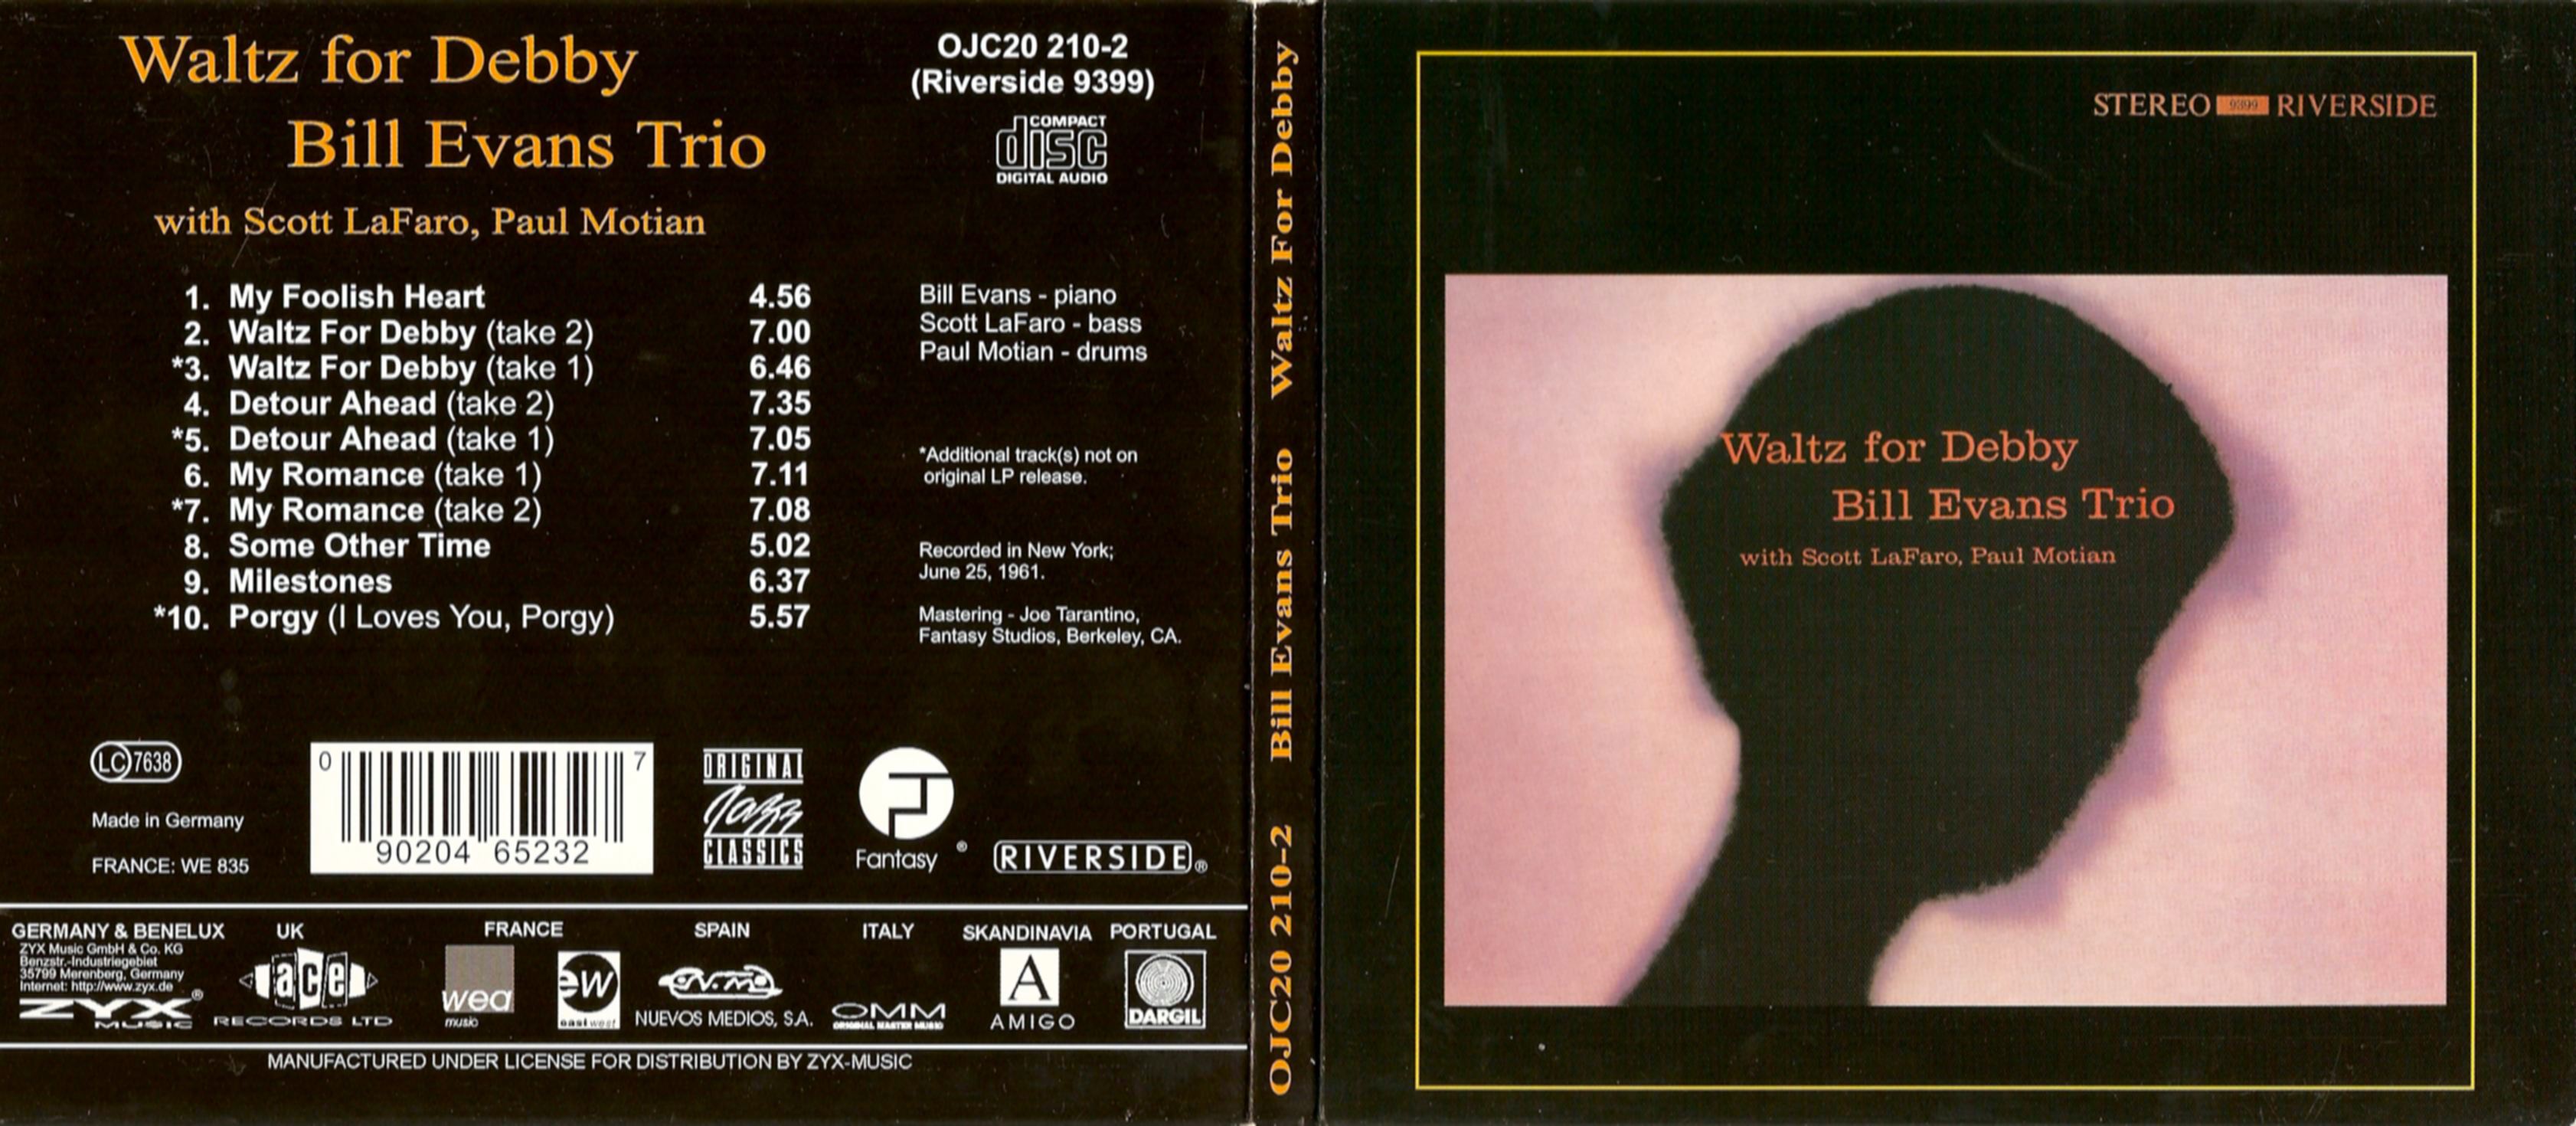 Waltz for Debby
Bill Evans Trio
with Scott LaFaro, Paul Motian
OJC20 210-2
(Riverside 9399)
COMPACT
disc
DIGITAL AUDIO
1. My Foolish Heart 4.56
2. Waltz For Debby (take 2) 7.00
*3. Waltz For Debby (take 1) 6.46
4. Detour Ahead (take 2) 7.35
*5. Detour Ahead (take 1) 7.05
6. My Romance (take 1) 7.11
*7. My Romance (take 2) 7.08
8. Some Other Time 5.02
9. Milestones 6.37
*10. Porgy (I Loves You, Porgy) 5.57
Bill Evans - piano
Scott LaFaro - bass
Paul Motian - drums
*Additional track(s) not on
original LP release.
Recorded in New York;
June 25, 1961.
Mastering - Joe Tarantino,
Fantasy Studios, Berkeley, CA.
LC 7638
Made in Germany
FRANCE: WE 835
0 90204 65232 7
ORIGINAL
Jazz
CLASSICS
Fantasy ®
RIVERSIDE ®
GERMANY & BENELUX
ZYX Music GmbH & Co. KG
Benzstr.-Industriegebiet
35799 Merenberg, Germany
Internet: http://www.zyx.de
ZYX ®
MUSIC
UK
ace
RECORDS LTD
FRANCE
wea
music
ew
east west
SPAIN
NUEVOS MEDIOS, S.A.
ITALY
OMM
ORIGINAL MASTER MUSIC
SKANDINAVIA
A
AMIGO
PORTUGAL
DARGIL
MANUFACTURED UNDER LICENSE FOR DISTRIBUTION BY ZYX-MUSIC
OJC20 210-2 Bill Evans Trio Waltz For Debby
STEREO 9399 RIVERSIDE
Waltz for Debby
Bill Evans Trio
with Scott LaFaro, Paul Motian